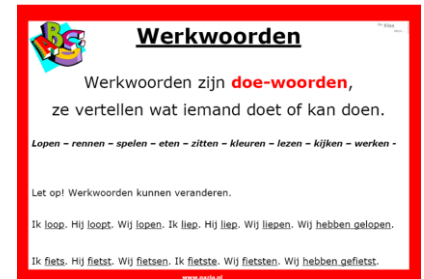 Werkwoorden
Werkwoorden zijn doe-woorden,
ze vertellen wat iemand doet of kan doen.
Lopen – rennen – spelen – eten – zitten – kleuren – lezen – kijken – werken -
Let op! Werkwoorden kunnen veranderen.
Ik loop. Hij loopt. Wij lopen. Ik liep. Hij liep. Wij liepen. Wij hebben gelopen.
Ik fiets. Hij fietst. Wij fietsen. Ik fietste. Wij fietsten. Wij hebben gefietst.